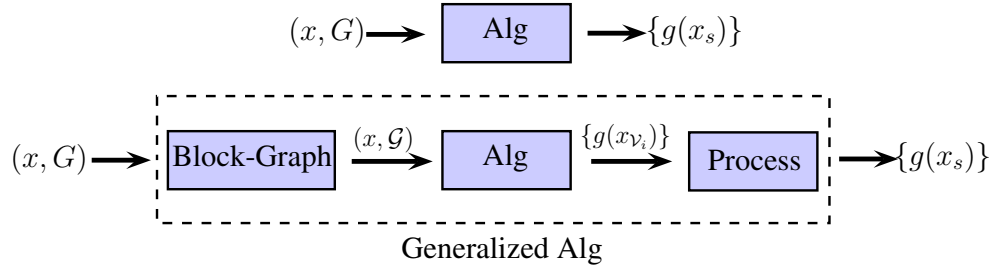 (x, G) Alg {g(x_s)}
(x, G) Block-Graph (x, 𝒢) Alg {g(x_{𝒱_i})} Process {g(x_s)}
Generalized Alg